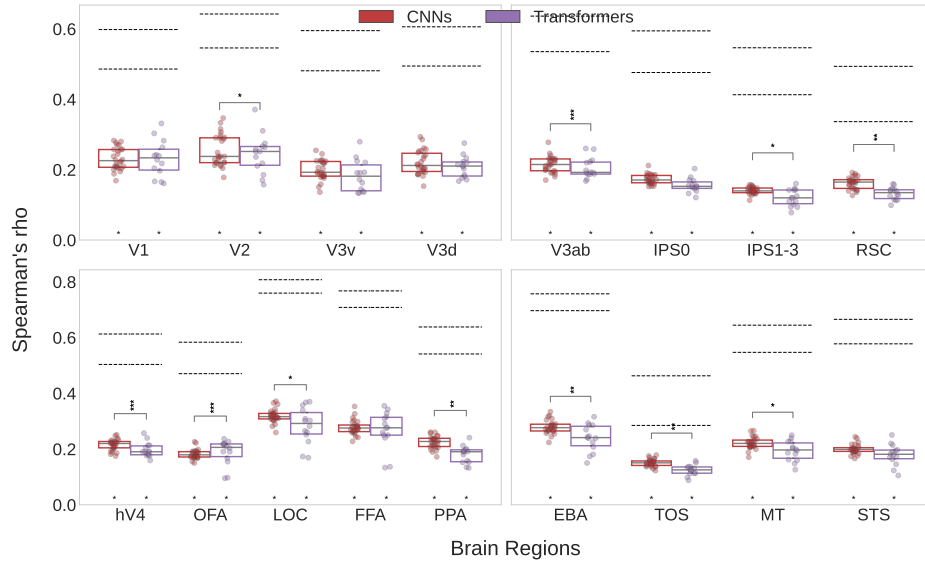 CNNs Transformers
0.6
0.4
0.2
0.0
* *** * **
* * * * * * * * * * * * * * * *
V1 V2 V3v V3d V3ab IPS0 IPS1-3 RSC
Spearman's rho
0.8
0.6
0.4
0.2
0.0
*** *** * ** ** ** *
* * * * * * * * * * * * * * * * * *
hV4 OFA LOC FFA PPA EBA TOS MT STS
Brain Regions